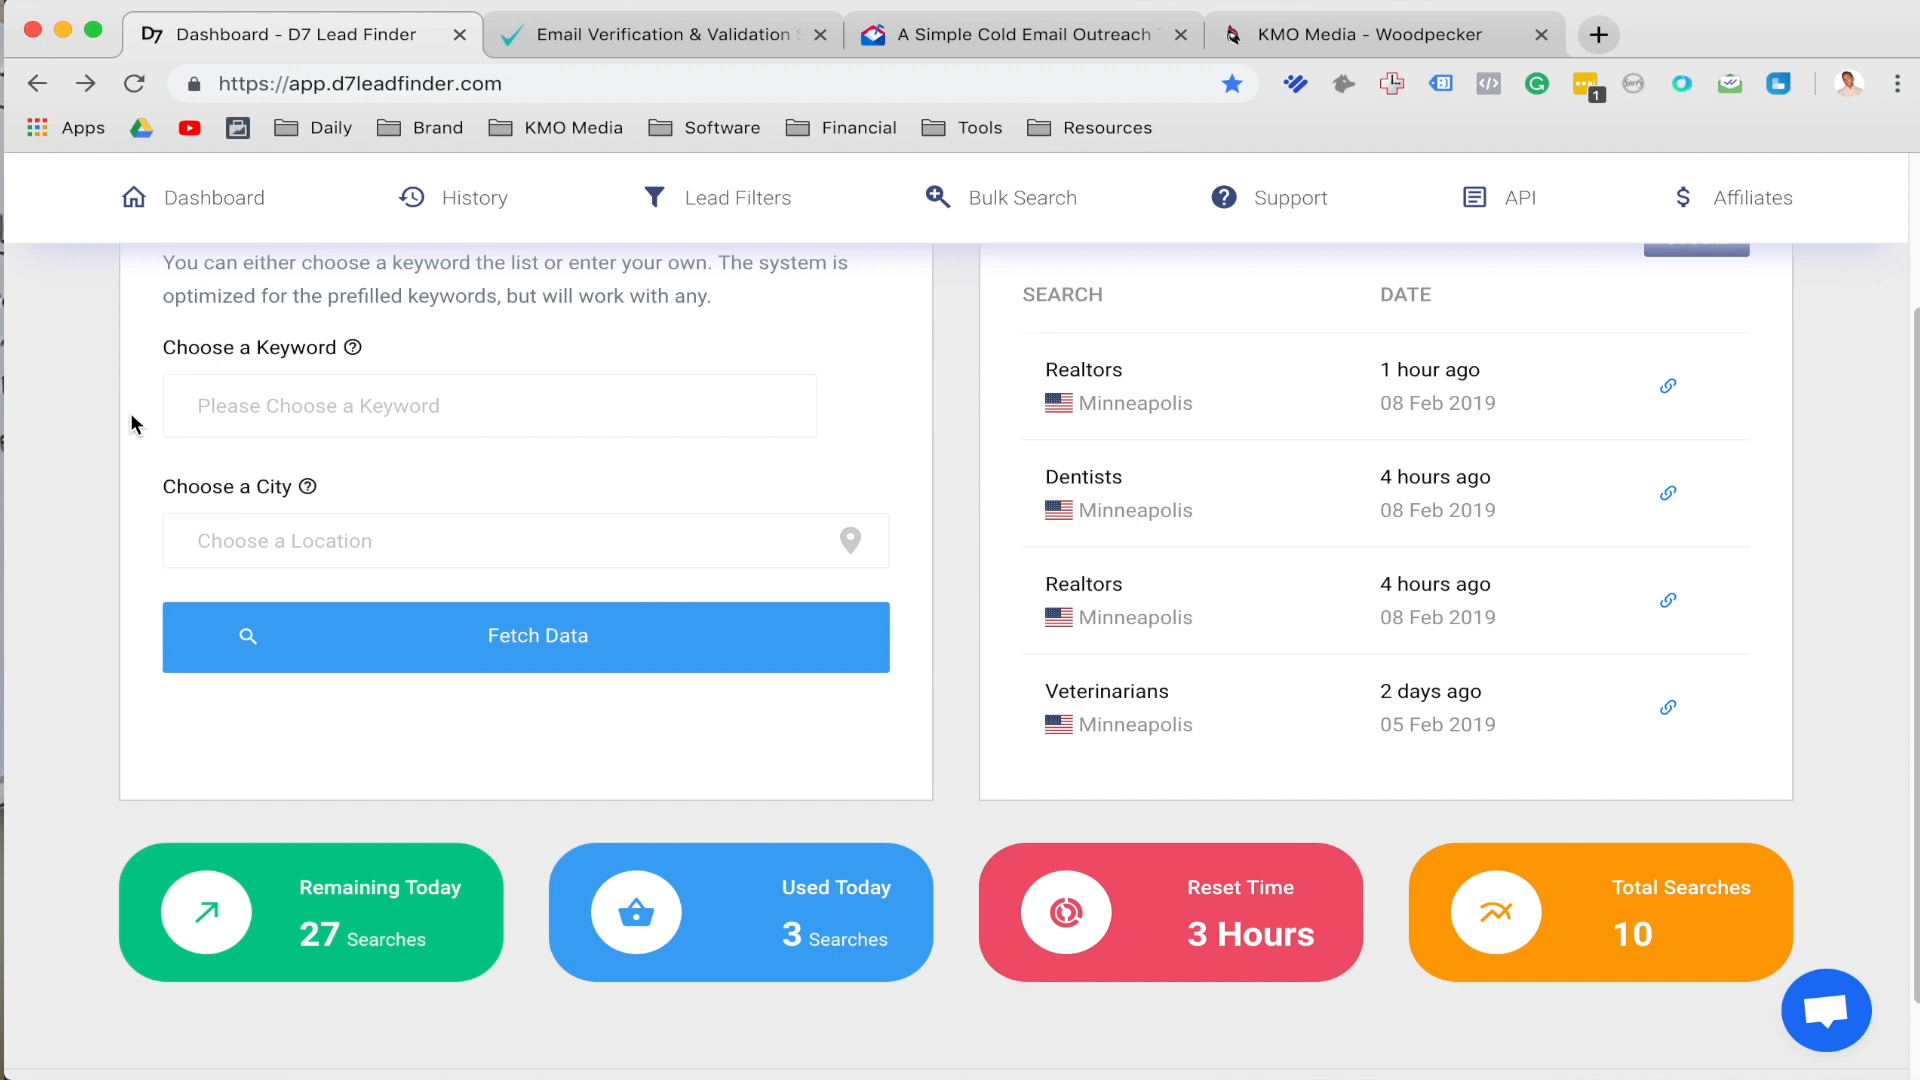 D7 Dashboard - D7 Lead Finder
Email Verification & Validation
A Simple Cold Email Outreach
KMO Media - Woodpecker
https://app.d7leadfinder.com
1
Apps
Daily
Brand
KMO Media
Software
Financial
Tools
Resources
Dashboard
History
Lead Filters
Bulk Search
Support
API
Affiliates
You can either choose a keyword the list or enter your own. The system is
optimized for the prefilled keywords, but will work with any.
Choose a Keyword
Please Choose a Keyword
Choose a City
Choose a Location
Fetch Data
SEARCH DATE
Realtors 1 hour ago
Minneapolis 08 Feb 2019
Dentists 4 hours ago
Minneapolis 08 Feb 2019
Realtors 4 hours ago
Minneapolis 08 Feb 2019
Veterinarians 2 days ago
Minneapolis 05 Feb 2019
Remaining Today
27 Searches
Used Today
3 Searches
Reset Time
3 Hours
Total Searches
10